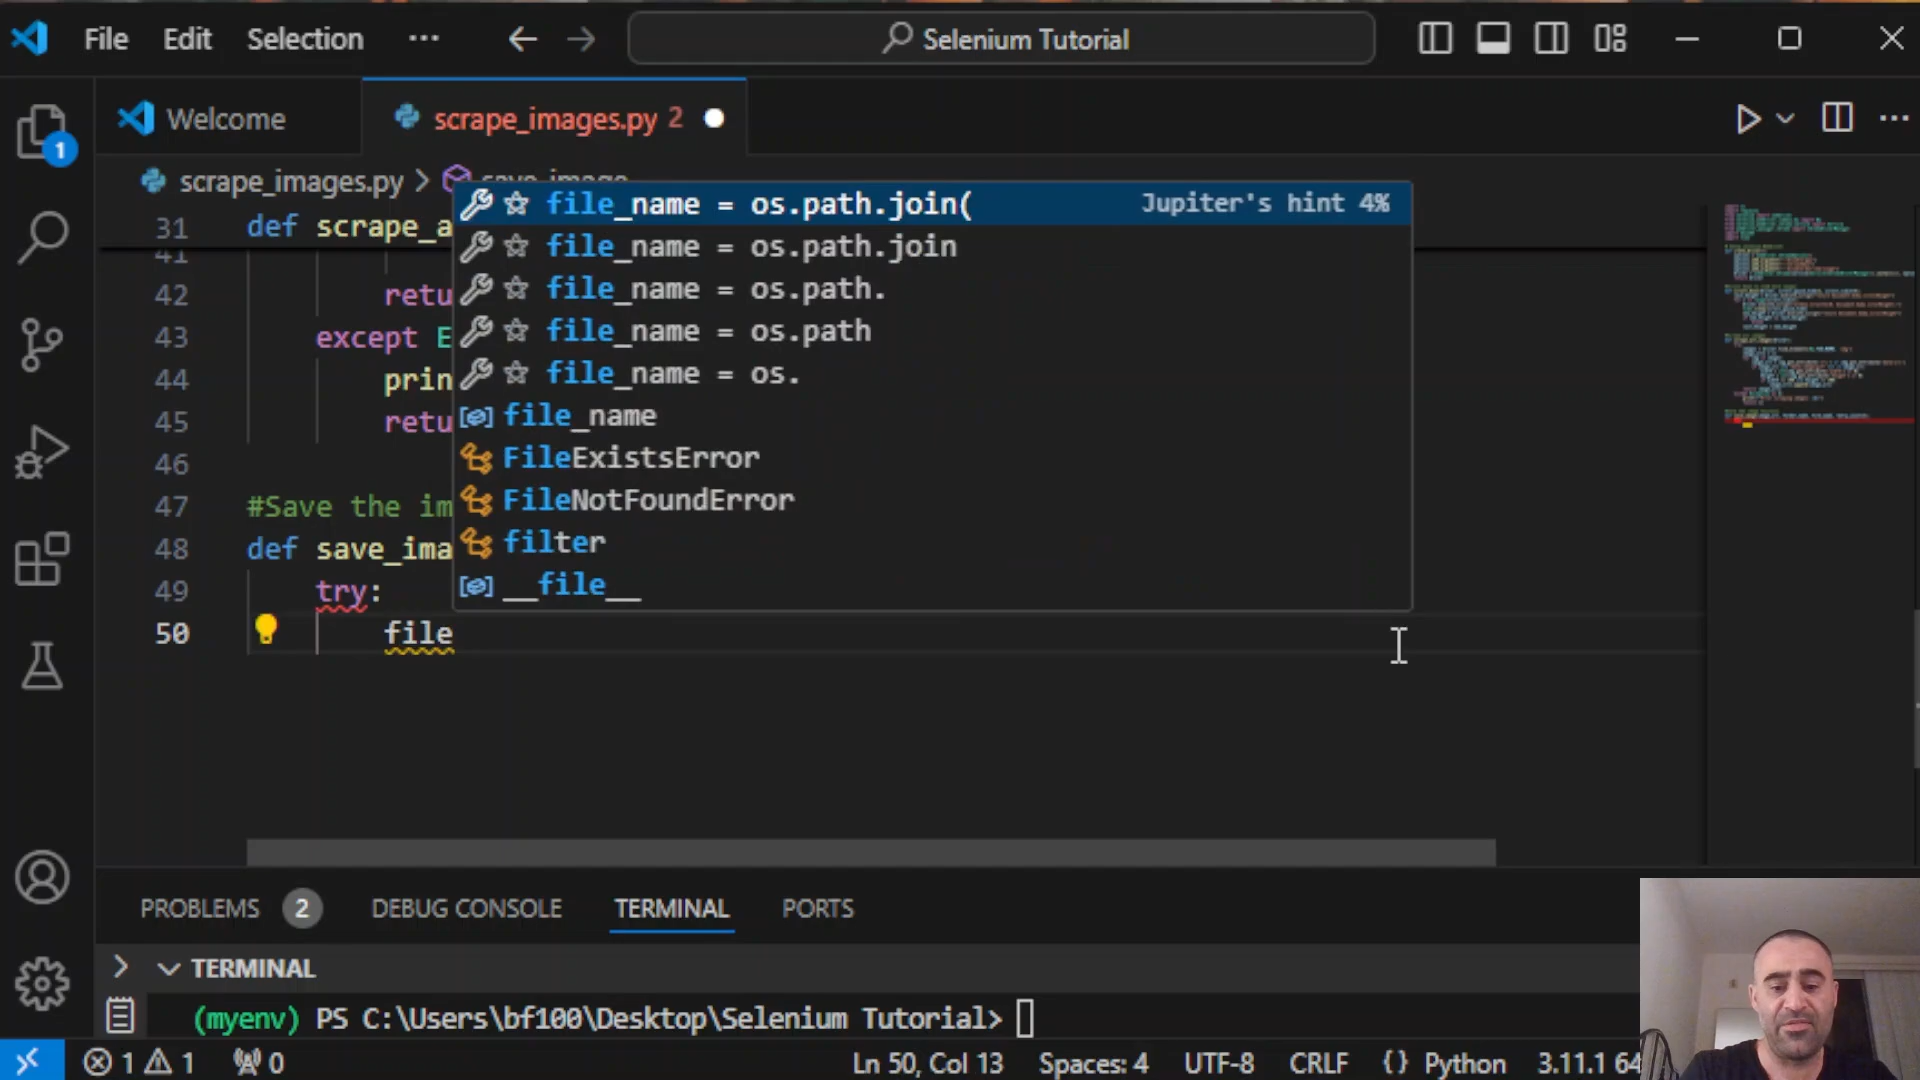 File Edit Selection ··· Selenium Tutorial
Welcome scrape_images.py 2
1
scrape_images.py > save_image
31 def scrape_a
41
42 retu
43 except E
44 prin
45 retu
46
47 #Save the im
48 def save_ima
49 try:
50 file
file_name = os.path.join( Jupiter's hint 4%
file_name = os.path.join
file_name = os.path.
file_name = os.path
file_name = os.
file_name
FileExistsError
FileNotFoundError
filter
__file__
PROBLEMS 2 DEBUG CONSOLE TERMINAL PORTS
TERMINAL
(myenv) PS C:\Users\bf100\Desktop\Selenium Tutorial>
1 1 0 Ln 50, Col 13 Spaces: 4 UTF-8 CRLF {} Python 3.11.1 64